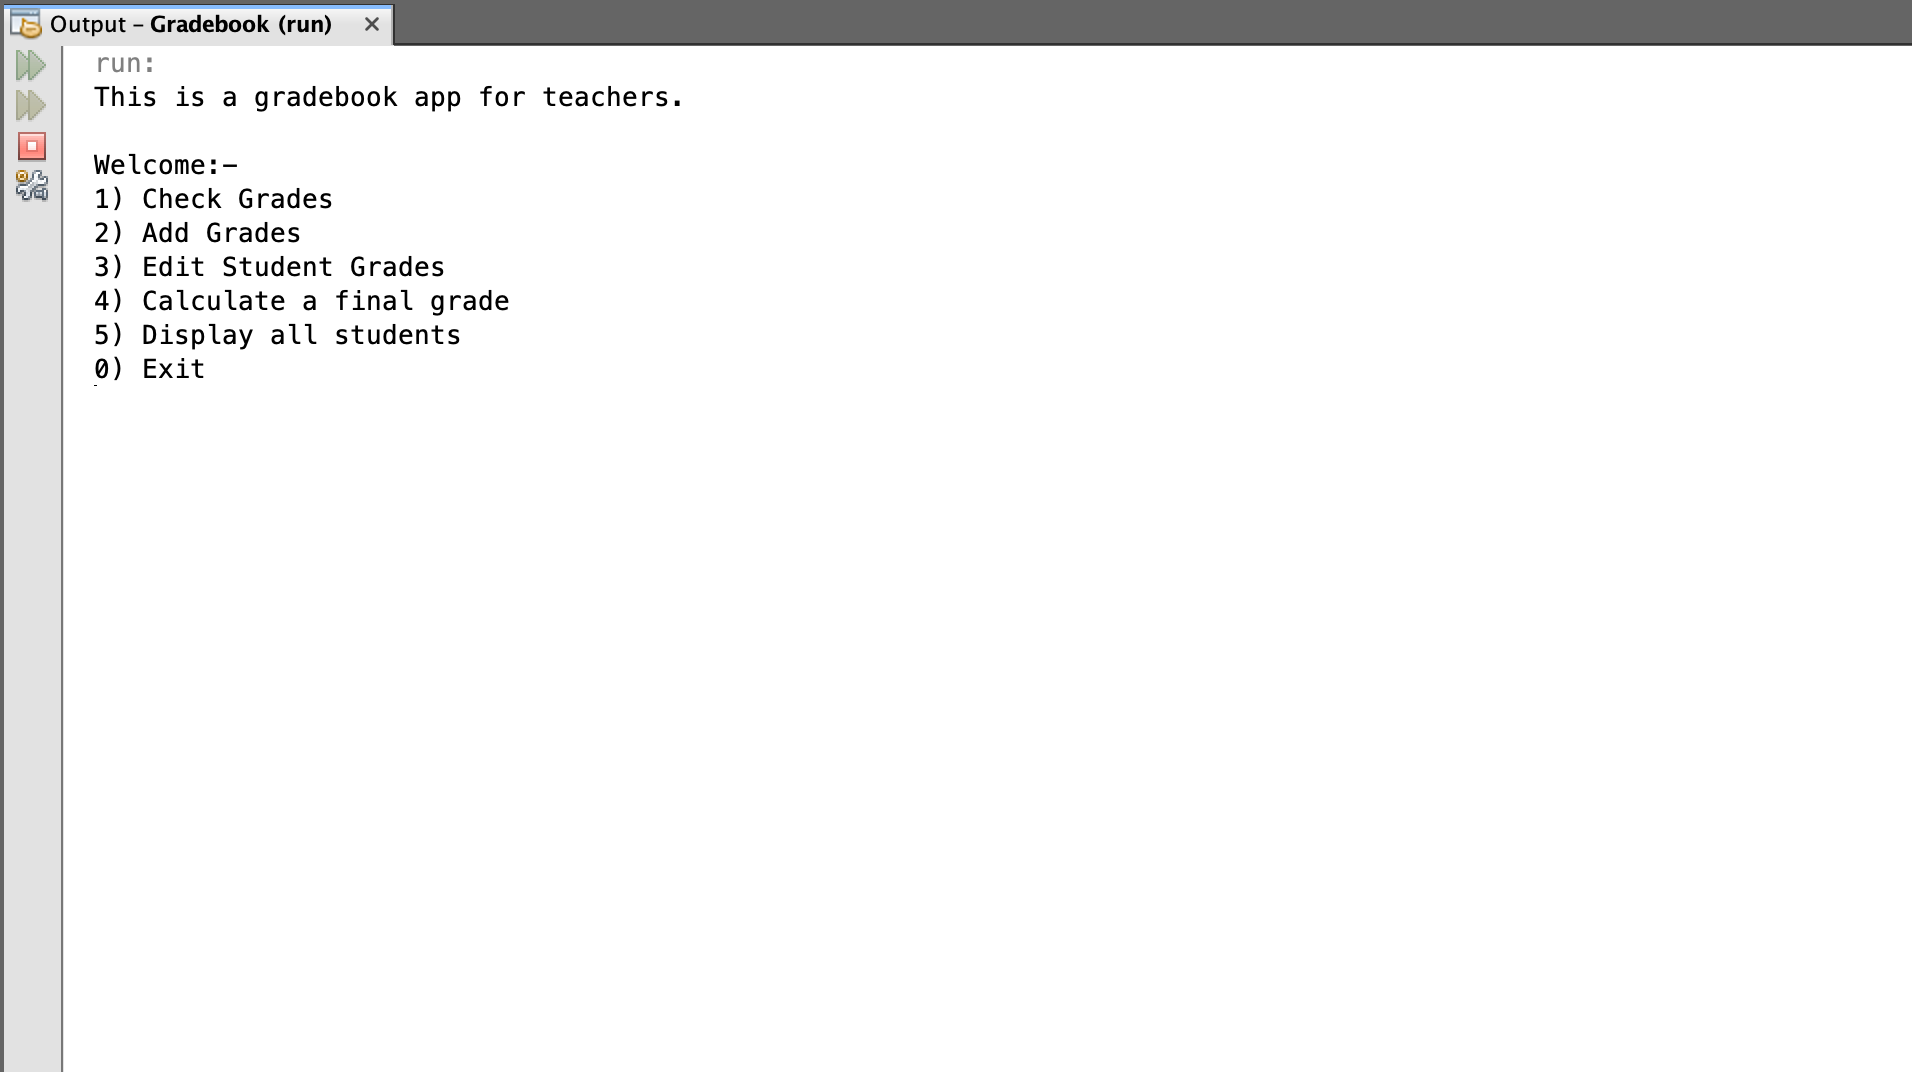 Output – Gradebook (run)
run:
This is a gradebook app for teachers.
Welcome:-
1) Check Grades
2) Add Grades
3) Edit Student Grades
4) Calculate a final grade
5) Display all students
0) Exit